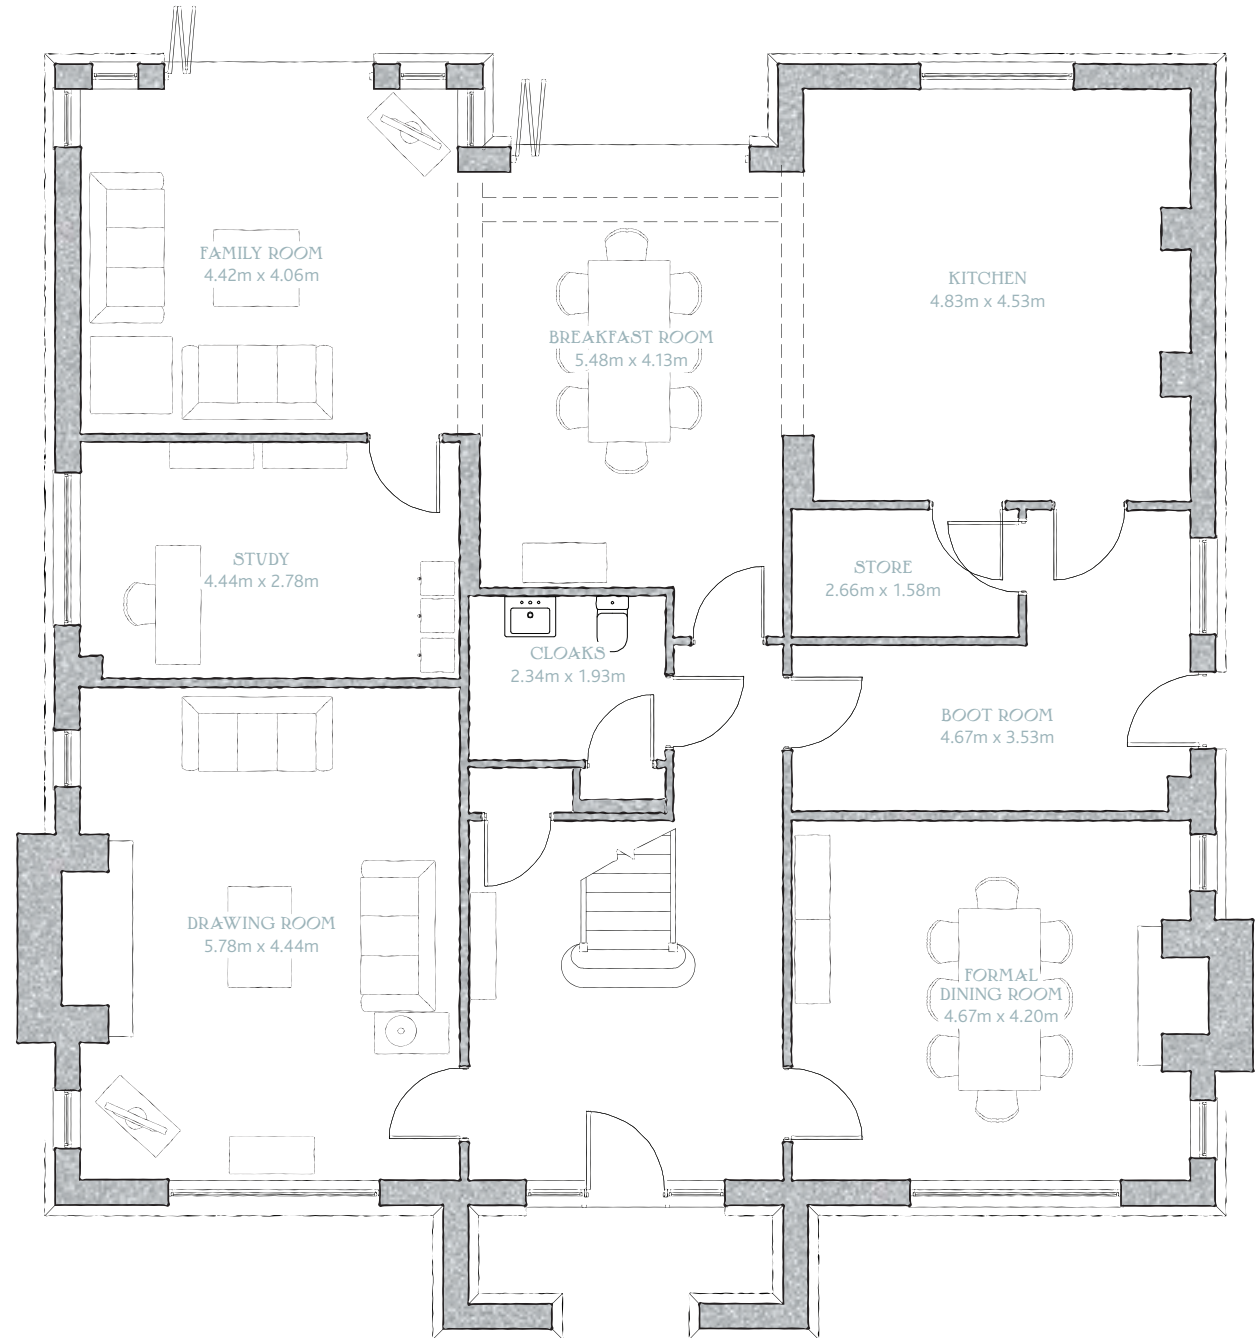 FAMILY ROOM
4.42m x 4.06m
KITCHEN
4.83m x 4.53m
BREAKFAST ROOM
5.48m x 4.13m
STUDY
4.44m x 2.78m
STORE
2.66m x 1.58m
CLOAKS
2.34m x 1.93m
BOOT ROOM
4.67m x 3.53m
DRAWING ROOM
5.78m x 4.44m
FORMAL
DINING ROOM
4.67m x 4.20m